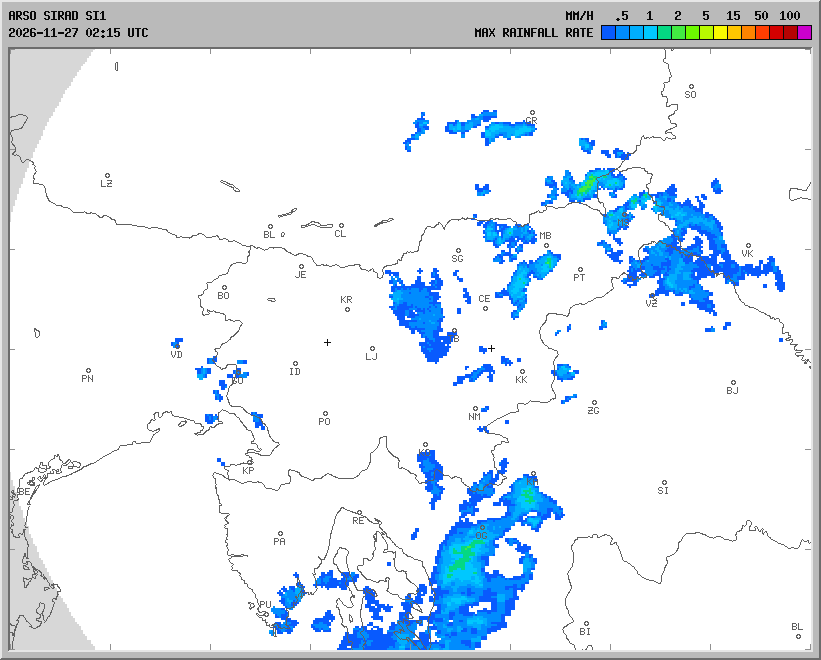 ARSO SIRAD SI1
MM/H .5 1 2 5 15 50 100
2026-11-27 02:15 UTC
MAX RAINFALL RATE
SO
GR
LZ
BL
CL
MB
SG
VK
JE
PT
BO
KR
CE
VZ
VD
LJ
ID
PN
KK
BJ
PO
NM
ZG
KP
BE
SI
RE
PA
OG
PU
BI
BL